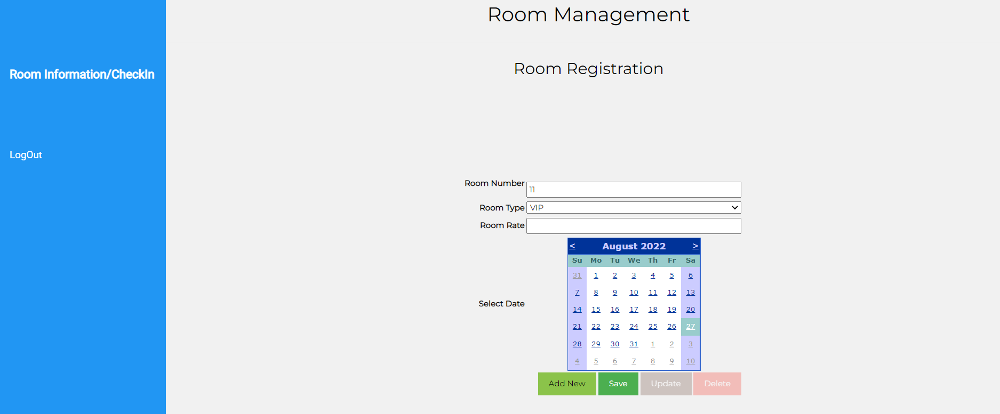 Room Management
Room Information/CheckIn
LogOut
Room Registration
Room Number 11
Room Type VIP
Room Rate
Select Date
< August 2022 >
Su Mo Tu We Th Fr Sa
31 1 2 3 4 5 6
7 8 9 10 11 12 13
14 15 16 17 18 19 20
21 22 23 24 25 26 27
28 29 30 31 1 2 3
4 5 6 7 8 9 10
Add New Save Update Delete